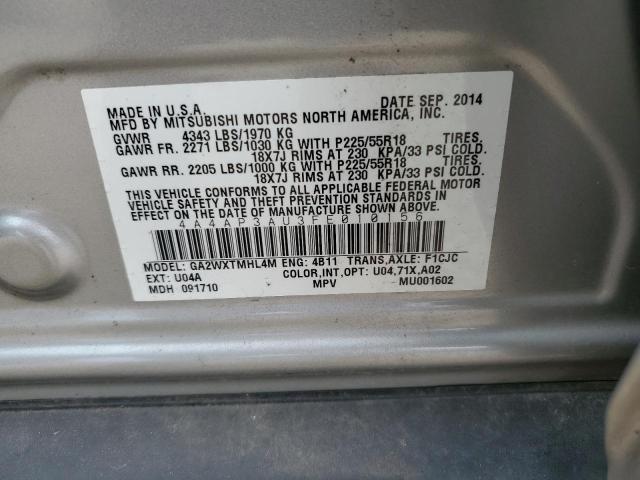 MADE IN U.S.A. DATE SEP. 2014
MFD BY MITSUBISHI MOTORS NORTH AMERICA, INC.
GVWR 4343 LBS/1970 KG
GAWR FR. 2271 LBS/1030 KG WITH P225/55R18 TIRES,
18X7J RIMS AT 230 KPA/33 PSI COLD.
GAWR RR. 2205 LBS/1000 KG WITH P225/55R18 TIRES,
18X7J RIMS AT 230 KPA/33 PSI COLD.
THIS VEHICLE CONFORMS TO ALL APPLICABLE FEDERAL MOTOR
VEHICLE SAFETY AND THEFT PREVENTION STANDARDS IN
EFFECT ON THE DATE OF MANUFACTURE SHOWN ABOVE.
4A4AP3AU3FE010156
MODEL: GA2WXTMHL4M ENG: 4B11 TRANS,AXLE: F1CJC
EXT: U04A COLOR,INT,OPT: U04,71X,A02
MDH 091710 MPV MU001602